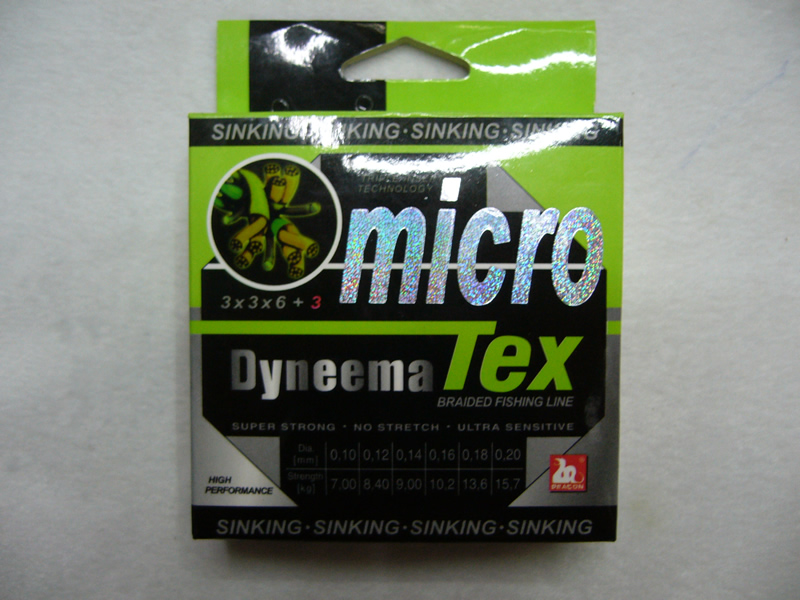 SINKING · SINKING · SINKING · SINKING
TECHNOLOGY
micro
3x3x6 + 3
Dyneema Tex
BRAIDED FISHING LINE
SUPER STRONG · NO STRETCH · ULTRA SENSITIVE
Dia. [mm] 0,10 0,12 0,14 0,16 0,18 0,20
Strength [kg] 7,00 8,40 9,00 10,2 13,6 15,7
HIGH
PERFORMANCE
DRAGON
SINKING · SINKING · SINKING · SINKING